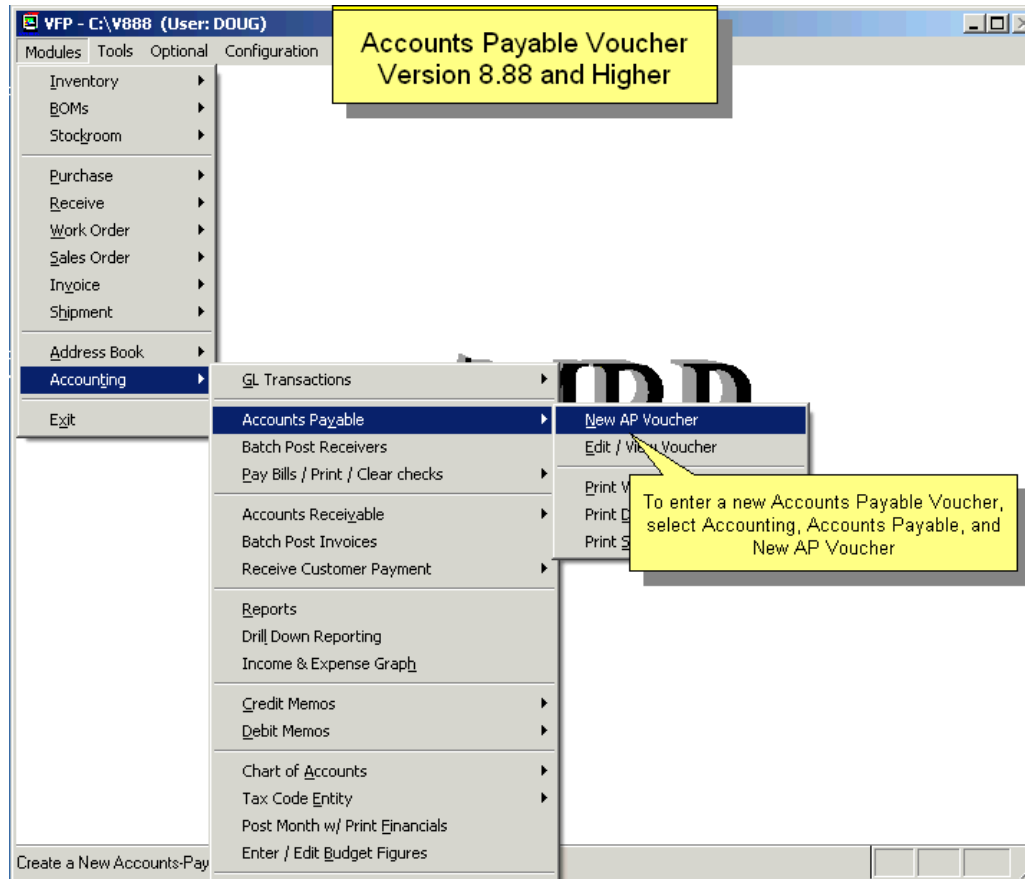 VFP - C:\V888 (User: DOUG)
Modules Tools Optional Configuration
Accounts Payable Voucher
Version 8.88 and Higher
Inventory
BOMs
Stockroom
Purchase
Receive
Work Order
Sales Order
Invoice
Shipment
Address Book
Accounting
Exit
GL Transactions
Accounts Payable
Batch Post Receivers
Pay Bills / Print / Clear checks
Accounts Receivable
Batch Post Invoices
Receive Customer Payment
Reports
Drill Down Reporting
Income & Expense Graph
Credit Memos
Debit Memos
Chart of Accounts
Tax Code Entity
Post Month w/ Print Financials
Enter / Edit Budget Figures
New AP Voucher
Edit / View Voucher
Print
Print
Print
To enter a new Accounts Payable Voucher,
select Accounting, Accounts Payable, and
New AP Voucher
Create a New Accounts-Pay